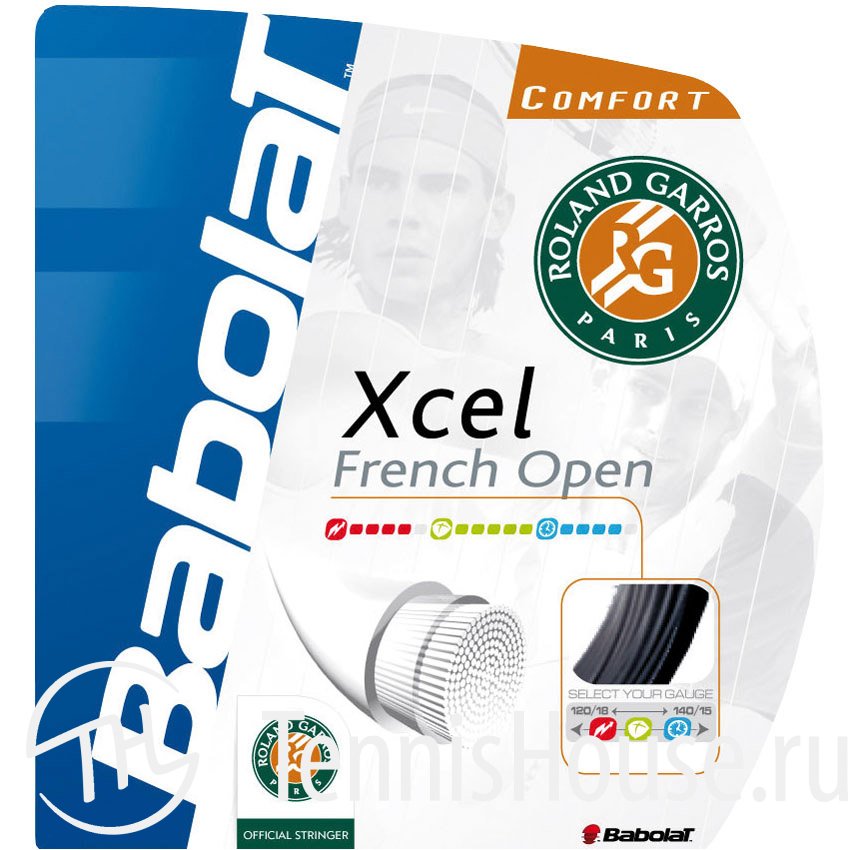 BabolaT™
COMFORT
ROLAND GARROS
RG
PARIS
Xcel
French Open
SELECT YOUR GAUGE
120/18 140/15
TennisHouse.ru
ROLAND GARROS
PARIS
OFFICIAL STRINGER
BabolaT